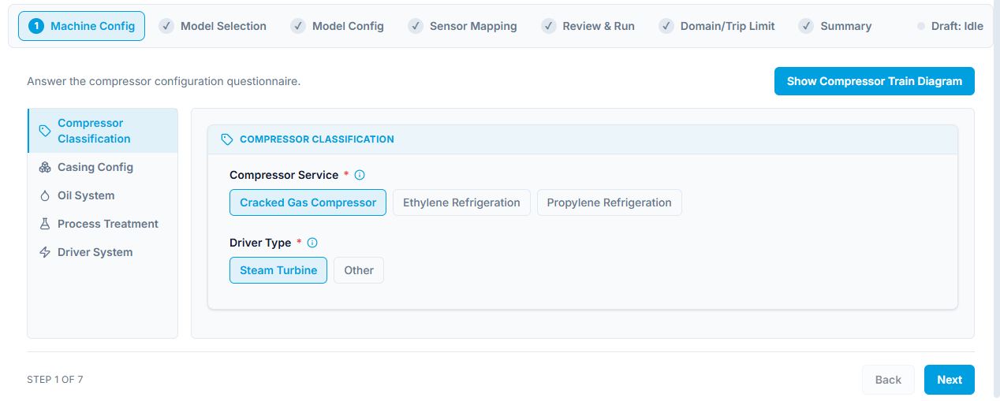 1 Machine Config ✓ Model Selection ✓ Model Config ✓ Sensor Mapping ✓ Review & Run ✓ Domain/Trip Limit ✓ Summary Draft: Idle
Answer the compressor configuration questionnaire.
Show Compressor Train Diagram
Compressor
Classification
Casing Config
Oil System
Process Treatment
Driver System
COMPRESSOR CLASSIFICATION
Compressor Service *
Cracked Gas Compressor Ethylene Refrigeration Propylene Refrigeration
Driver Type *
Steam Turbine Other
STEP 1 OF 7
Back Next